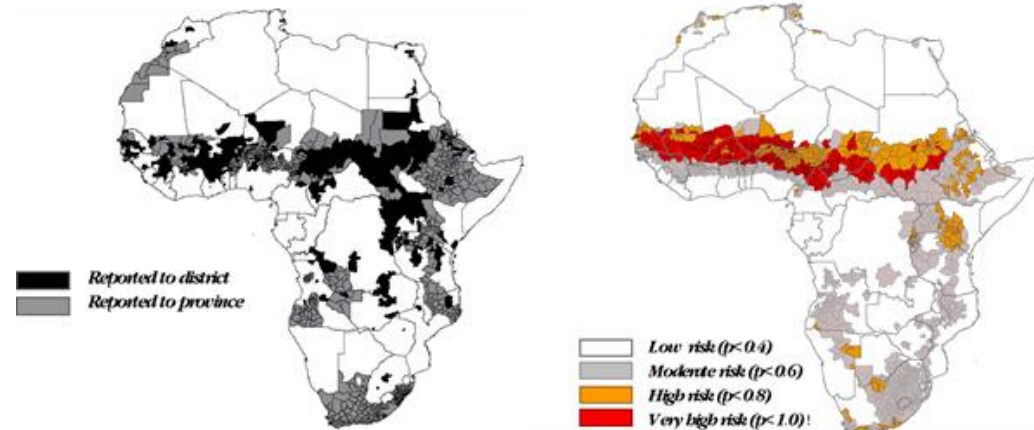 Reported to district
Reported to province
Low risk (p<0.4)
Moderate risk (p<0.6)
High risk (p<0.8)
Very high risk (p<1.0)!